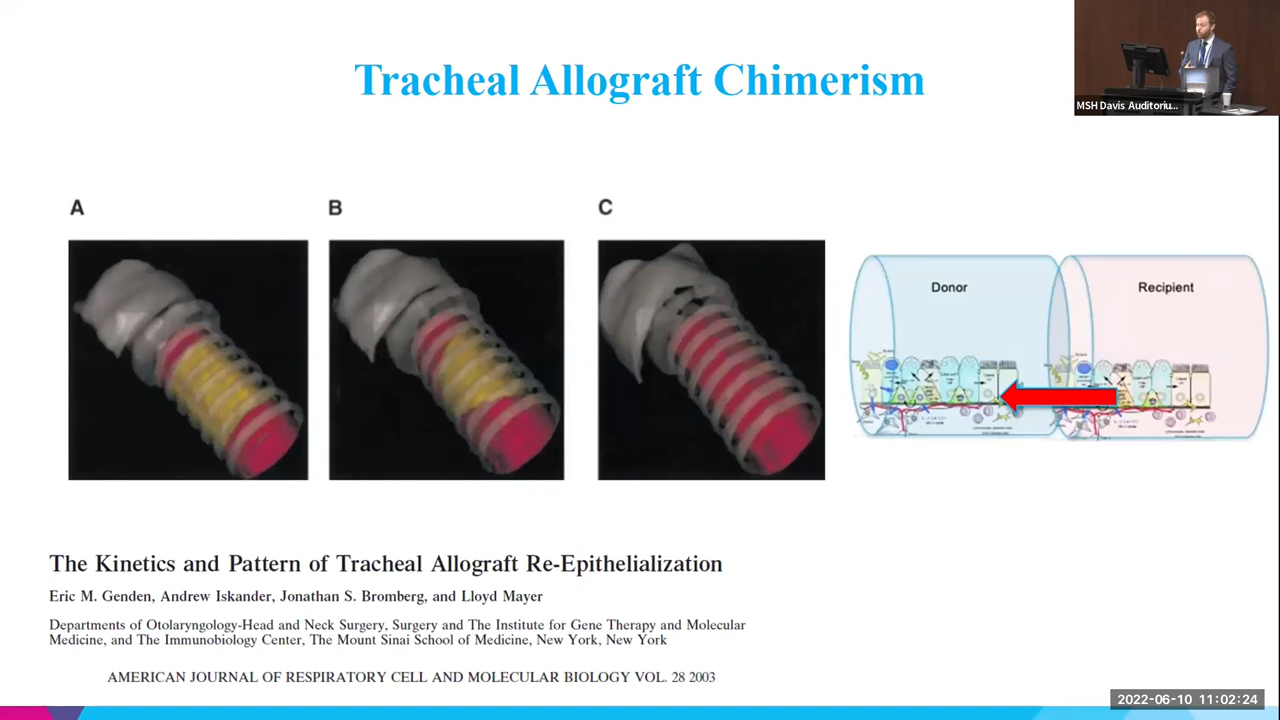 Tracheal Allograft Chimerism
MSH Davis Auditoriu...
A
B
C
Donor
Recipient
The Kinetics and Pattern of Tracheal Allograft Re-Epithelialization
Eric M. Genden, Andrew Iskander, Jonathan S. Bromberg, and Lloyd Mayer
Departments of Otolaryngology-Head and Neck Surgery, Surgery and The Institute for Gene Therapy and Molecular
Medicine, and The Immunobiology Center, The Mount Sinai School of Medicine, New York, New York
AMERICAN JOURNAL OF RESPIRATORY CELL AND MOLECULAR BIOLOGY VOL. 28 2003
2022-06-10 11:02:24